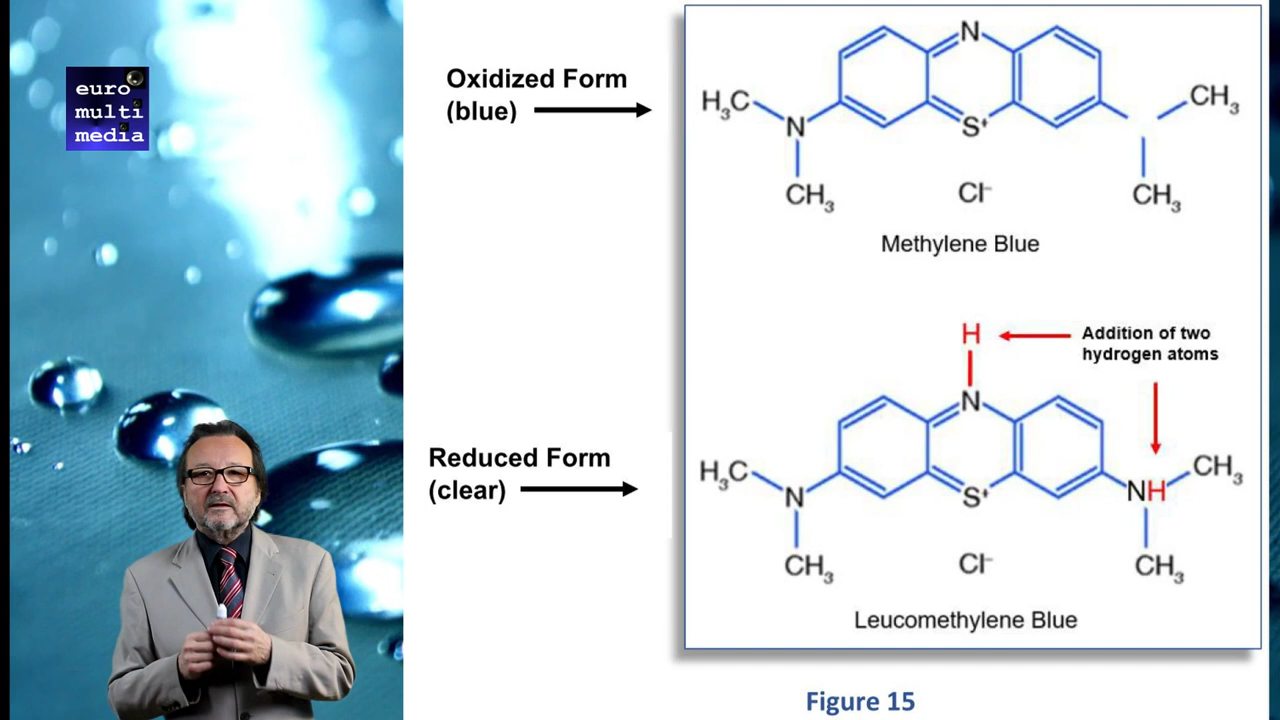 euro
multi
media
Oxidized Form
(blue)
N
H₃C
N
S⁺
CH₃
CH₃
Cl⁻
CH₃
Methylene Blue
H
Addition of two
hydrogen atoms
Reduced Form
(clear)
N
H₃C
N
S⁺
NH
CH₃
CH₃
Cl⁻
CH₃
Leucomethylene Blue
Figure 15